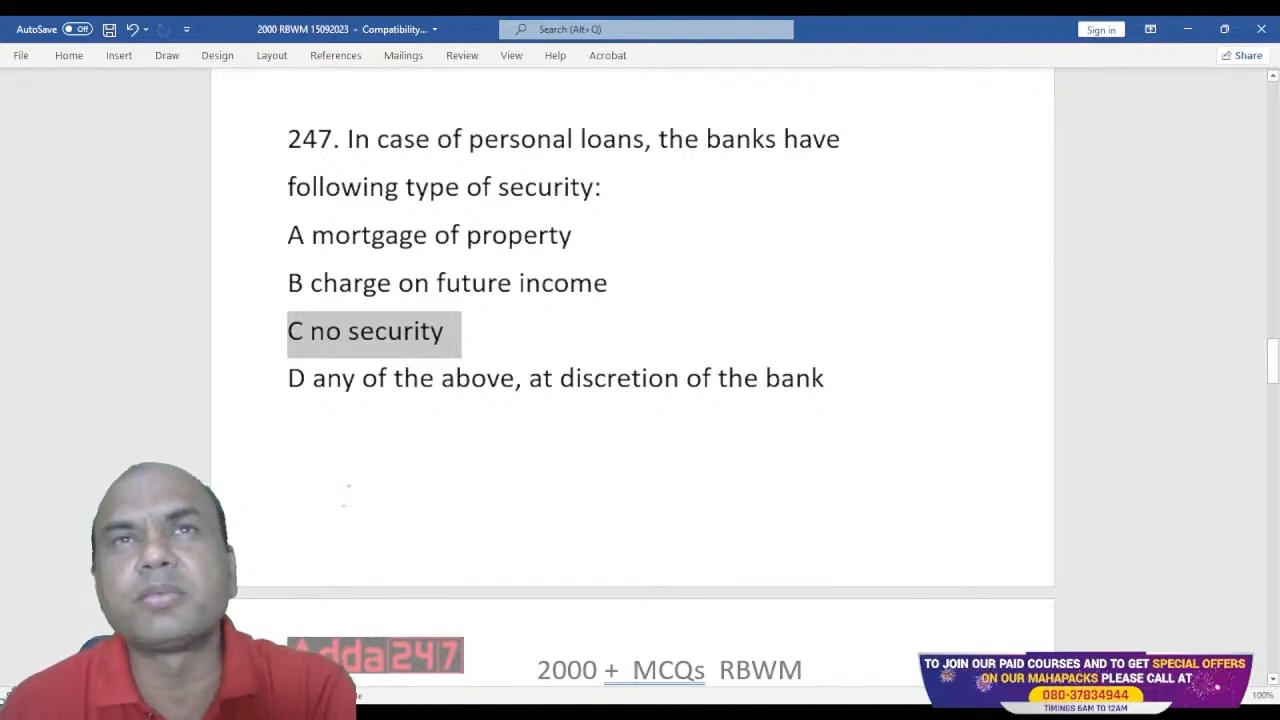 AutoSave Off 2000 RBWM 15092023 - Compatibility... Search (Alt+Q) Sign in
File Home Insert Draw Design Layout References Mailings Review View Help Acrobat Share
247. In case of personal loans, the banks have
following type of security:
A mortgage of property
B charge on future income
C no security
D any of the above, at discretion of the bank
Adda247
2000 + MCQs RBWM
TO JOIN OUR PAID COURSES AND TO GET SPECIAL OFFERS
ON OUR MAHAPACKS PLEASE CALL AT
080-37834944
TIMINGS 6AM TO 12AM
100%